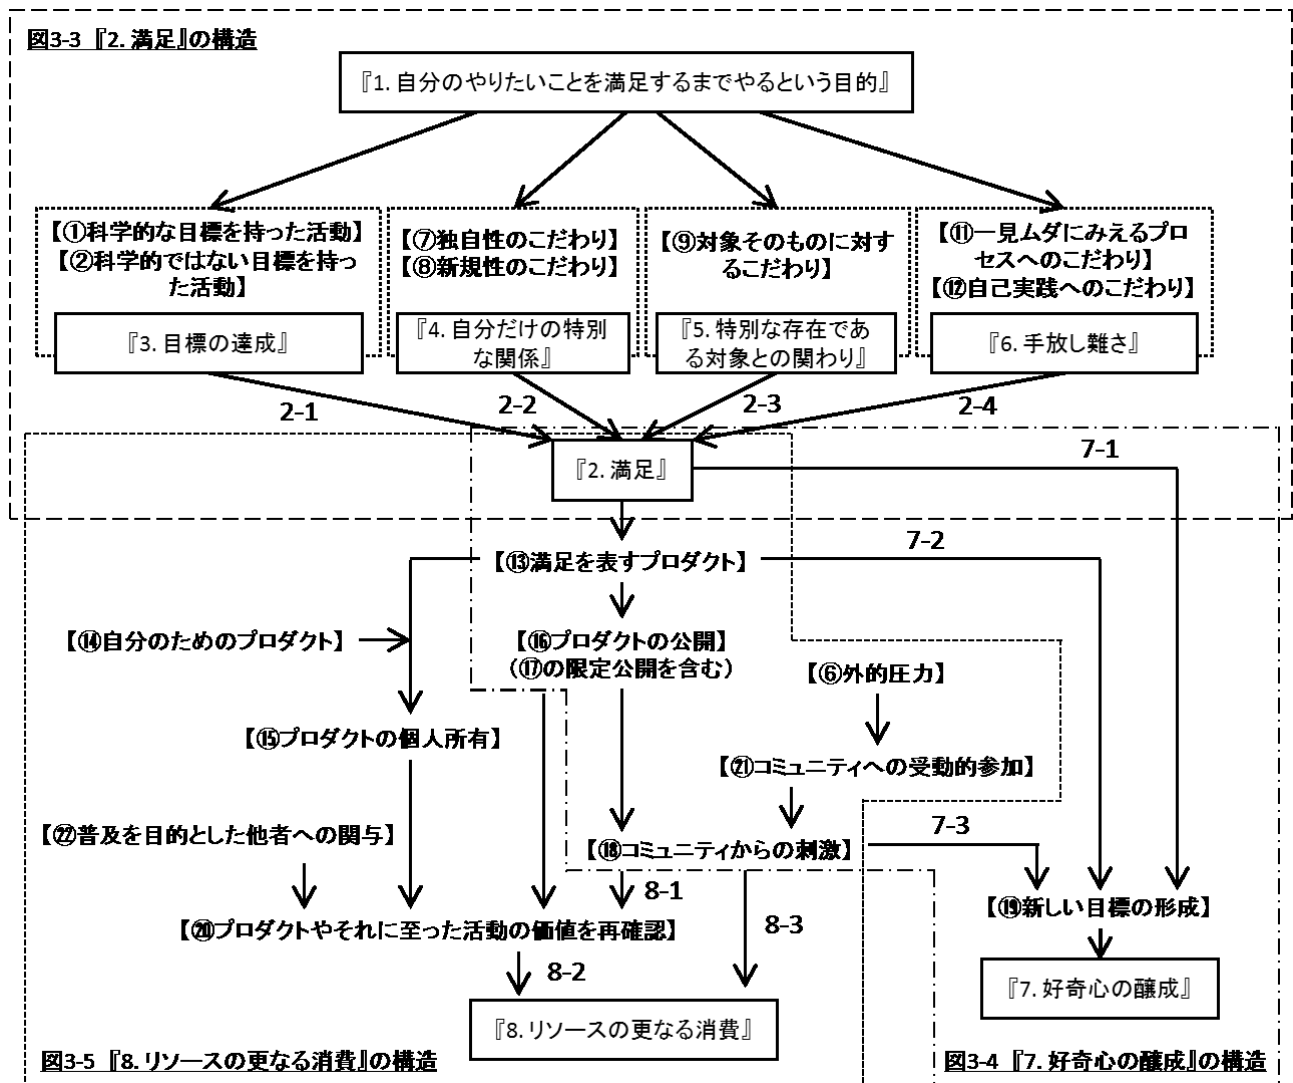 図3-3 『2. 満足』の構造
『1. 自分のやりたいことを満足するまでやるという目的』
【①科学的な目標を持った活動】
【②科学的ではない目標を持っ
た活動】
『3. 目標の達成』
【⑦独自性のこだわり】
【⑧新規性のこだわり】
『4. 自分だけの特別
な関係』
【⑨対象そのものに対す
るこだわり】
『5. 特別な存在であ
る対象との関わり』
【⑪一見ムダにみえるプロ
セスへのこだわり】
【⑫自己実践へのこだわり】
『6. 手放し難さ』
2-1
2-2
2-3
2-4
『2. 満足』
7-1
7-2
【⑬満足を表すプロダクト】
【⑭自分のためのプロダクト】
【⑯プロダクトの公開】
(⑰の限定公開を含む)
【⑥外的圧力】
【⑮プロダクトの個人所有】
【㉑コミュニティへの受動的参加】
【㉒普及を目的とした他者への関与】
【⑱コミュニティからの刺激】
7-3
8-1
【⑲新しい目標の形成】
【⑳プロダクトやそれに至った活動の価値を再確認】
8-3
8-2
『7. 好奇心の醸成』
『8. リソースの更なる消費』
図3-5 『8. リソースの更なる消費』の構造
図3-4 『7. 好奇心の醸成』の構造